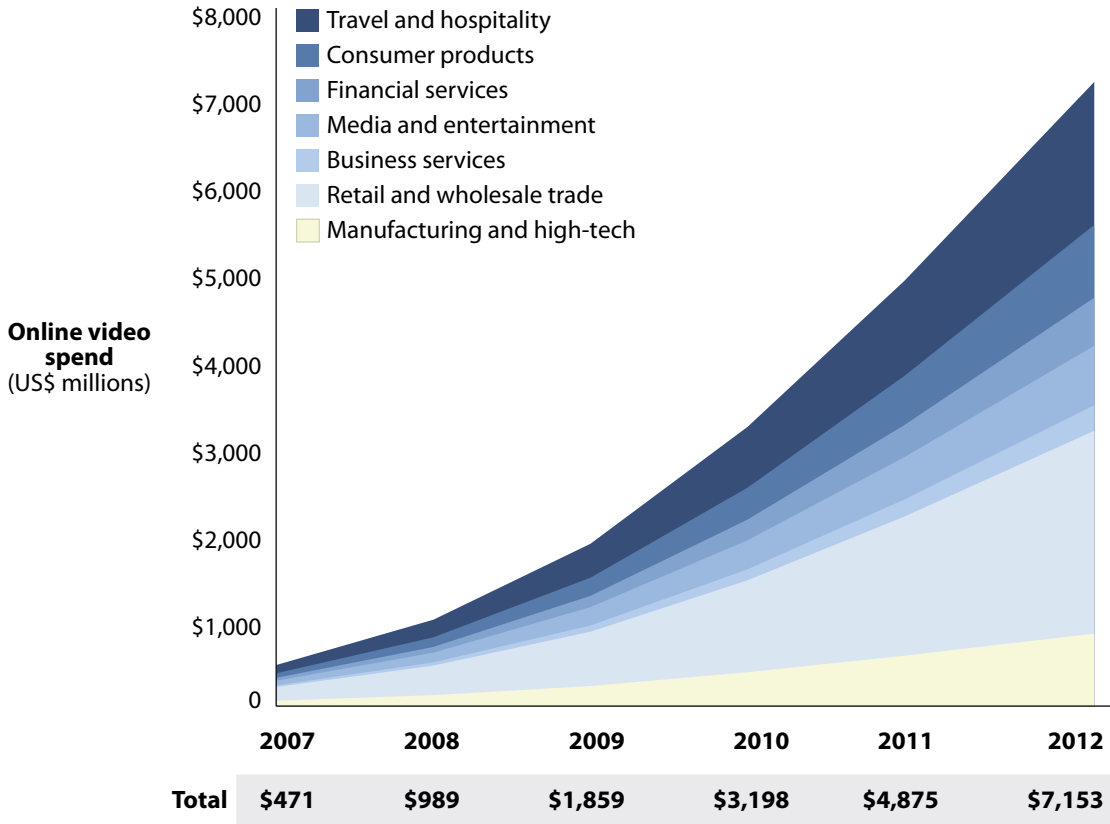 $8,000
$7,000
$6,000
$5,000
$4,000
$3,000
$2,000
$1,000
0
Travel and hospitality
Consumer products
Financial services
Media and entertainment
Business services
Retail and wholesale trade
Manufacturing and high-tech
Online video
spend
(US$ millions)
2007 2008 2009 2010 2011 2012
Total $471 $989 $1,859 $3,198 $4,875 $7,153